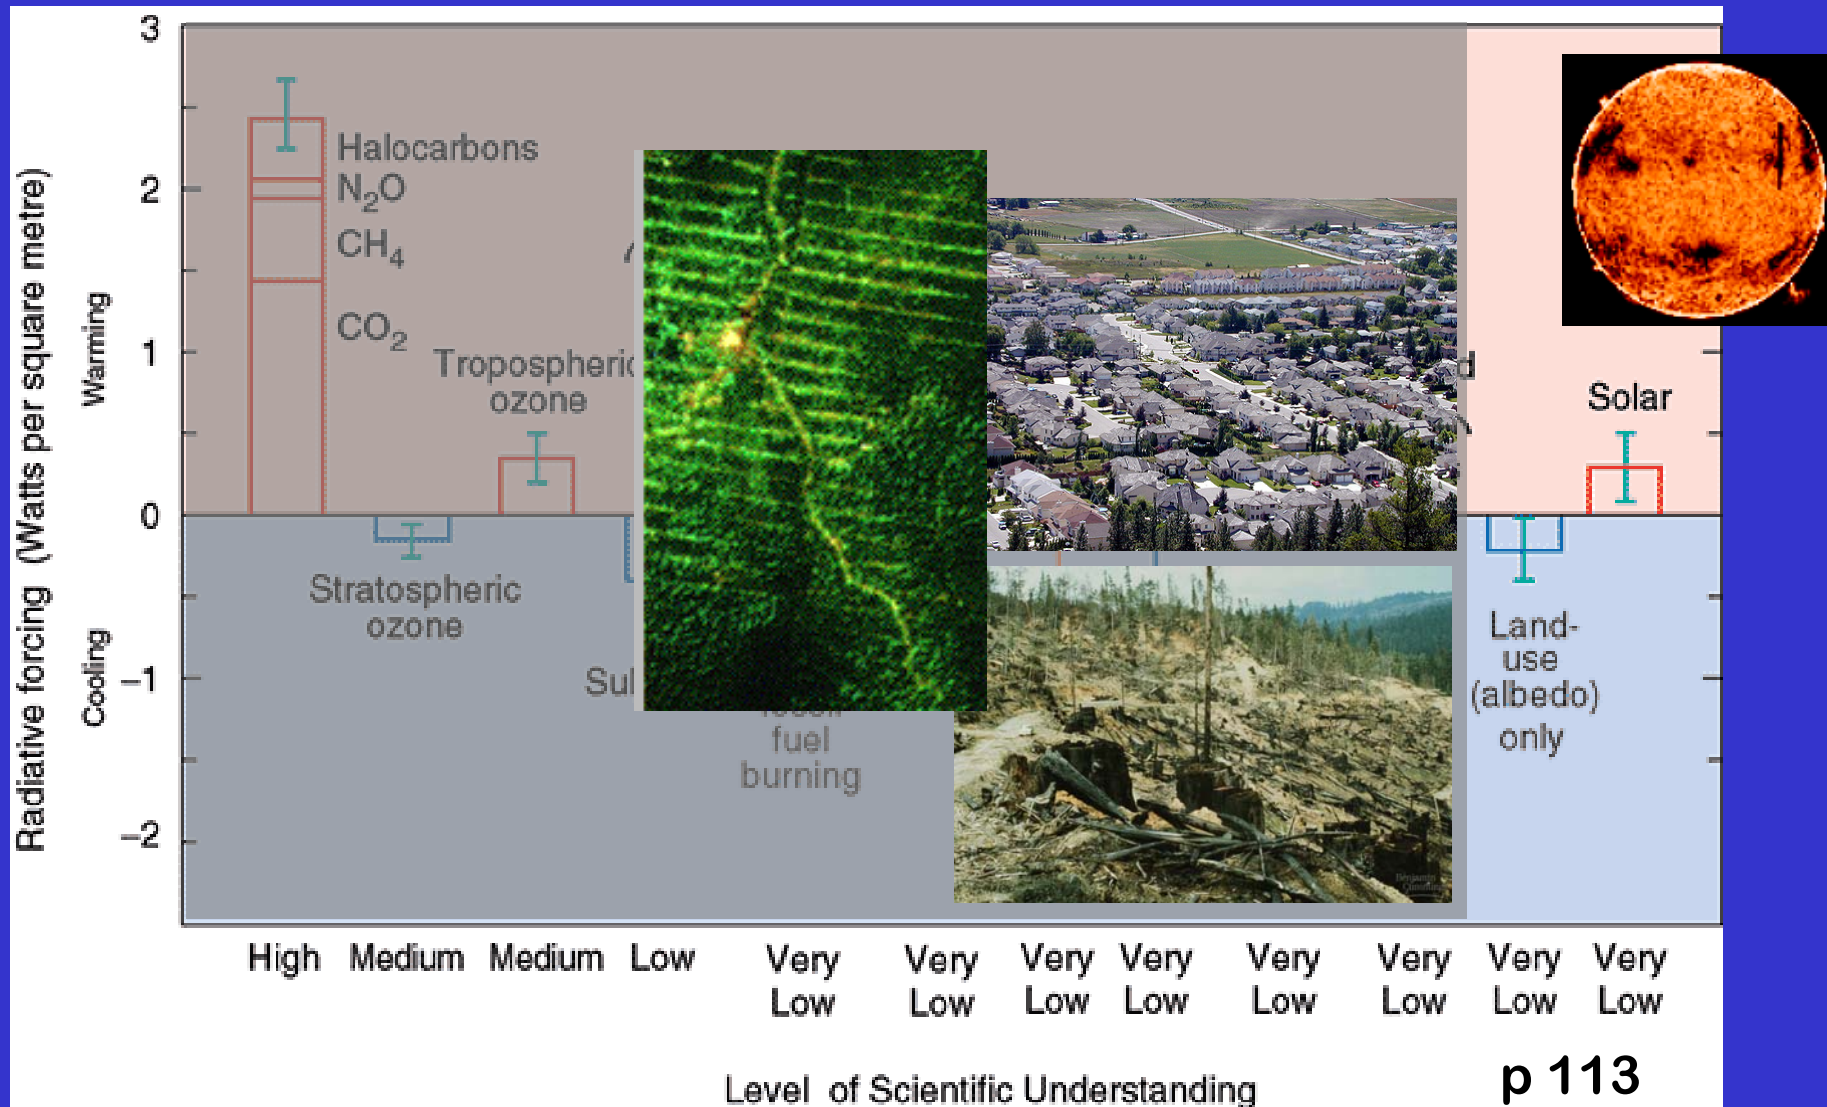 Radiative forcing (Watts per square metre)
Warming
Cooling
3
2
1
0
−1
−2
Halocarbons
N₂O
CH₄
CO₂
Tropospheric
ozone
Stratospheric
ozone
fuel
burning
Solar
Land-
use
(albedo)
only
High
Medium
Medium
Low
Very
Low
Very
Low
Very
Low
Very
Low
Very
Low
Very
Low
Very
Low
Very
Low
Level of Scientific Understanding
p 113